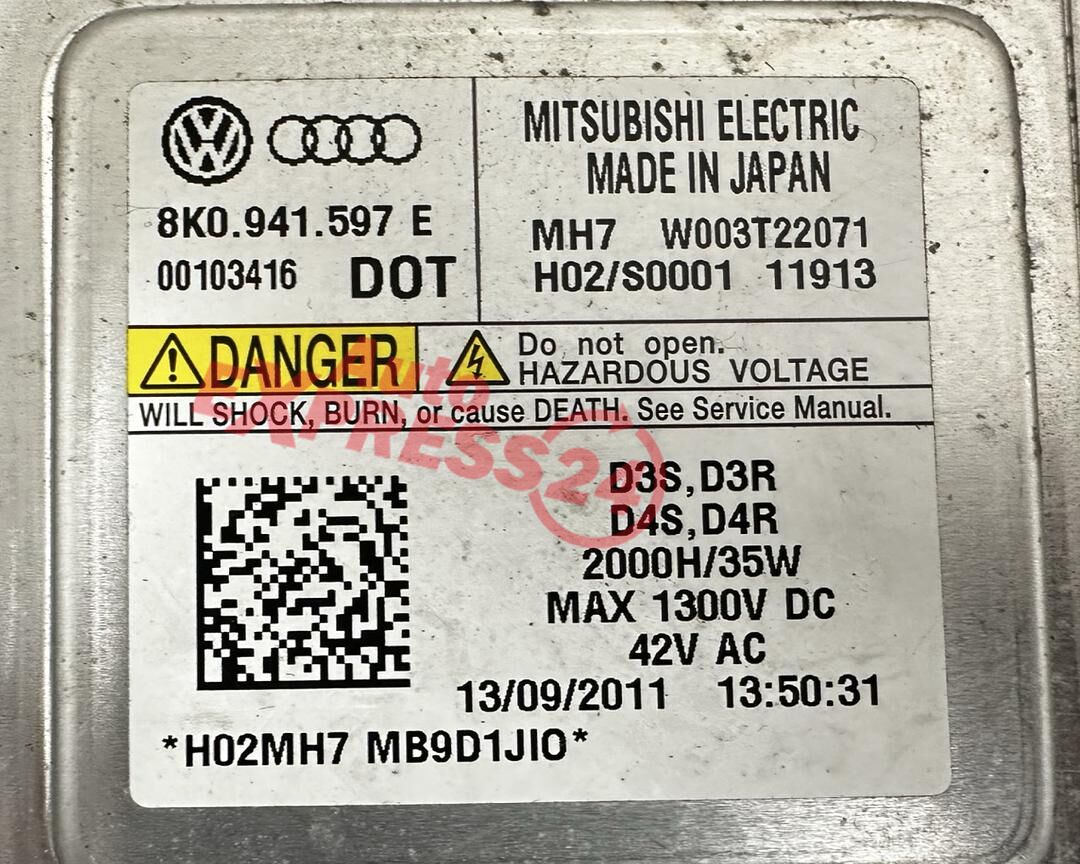 8K0.941.597 E
00103416 DOT
MITSUBISHI ELECTRIC
MADE IN JAPAN
MH7 W003T22071
H02/S0001 11913
DANGER
Do not open.
HAZARDOUS VOLTAGE
WILL SHOCK, BURN, or cause DEATH. See Service Manual.
Auto
EXPRESS24
D3S,D3R
D4S,D4R
2000H/35W
MAX 1300V DC
42V AC
13/09/2011 13:50:31
*H02MH7 MB9D1JIO*